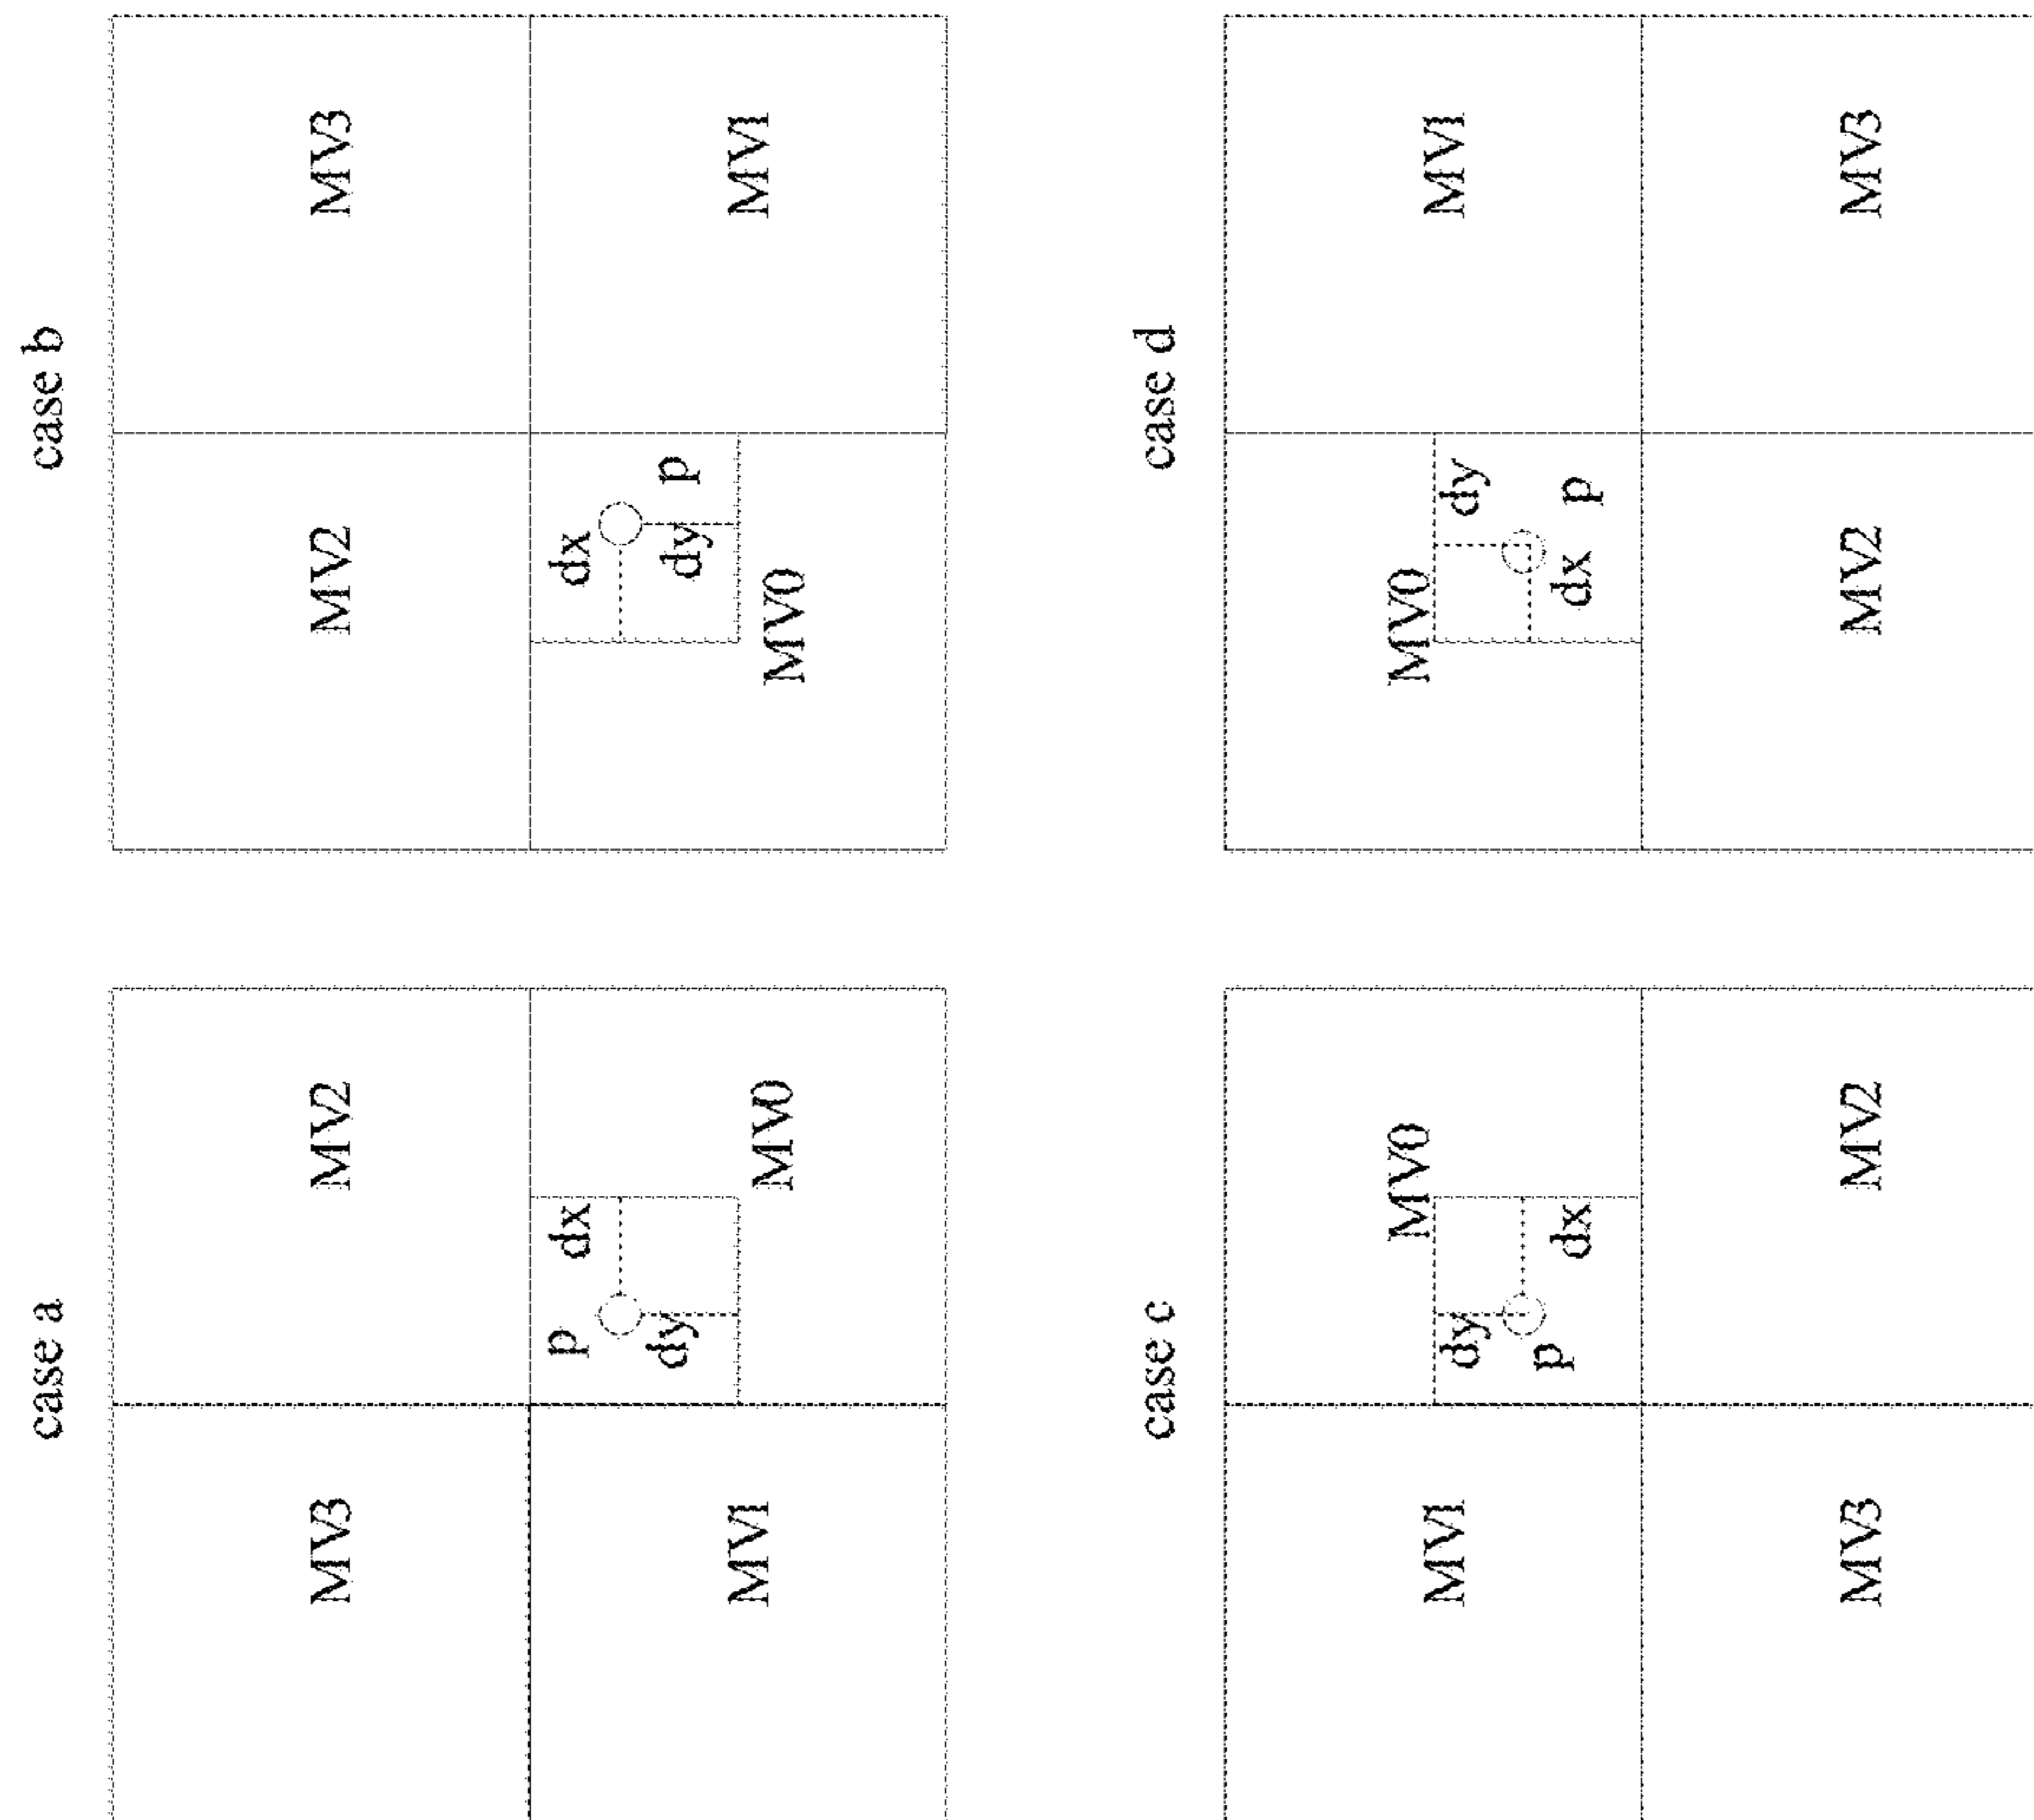 case a
MV3 MV2
p dx
dy
MV1 MV0
case b
MV2 MV3
dx
dy p
MV0 MV1
case c
MV1 MV0
dy
p dx
MV3 MV2
case d
MV0 MV1
dy
dx p
MV2 MV3